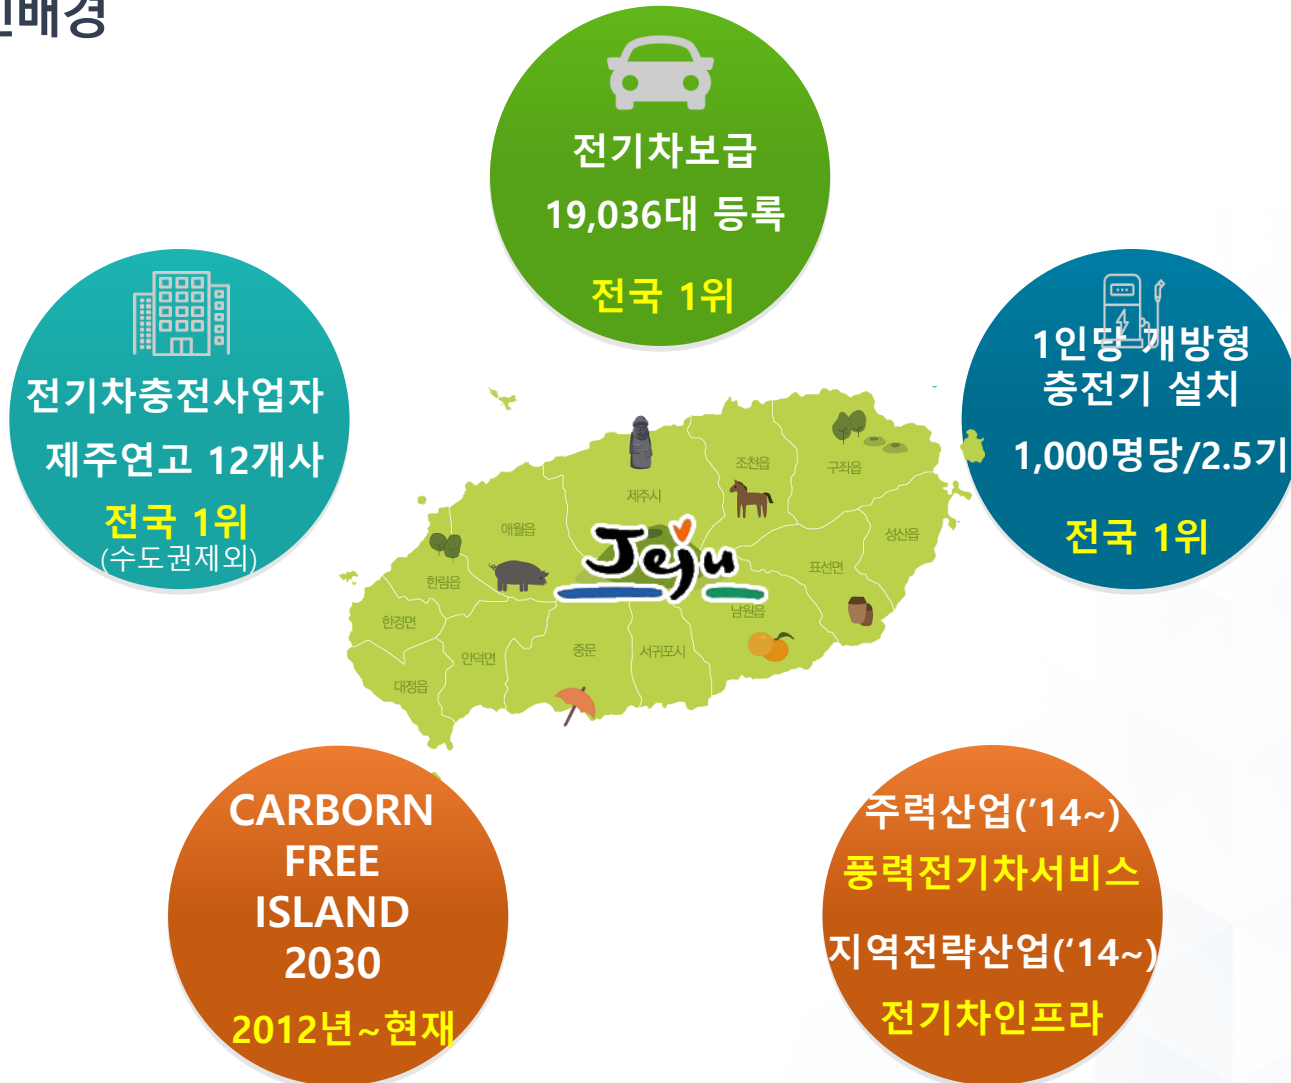 전기차보급
19,036대 등록
전국 1위
전기차충전사업자
제주연고 12개사
전국 1위
(수도권제외)
1인당 개방형
충전기 설치
1,000명당/2.5기
전국 1위
제주시
조천읍
구좌읍
애월읍
성산읍
Jeju
한림읍
표선면
한경면
남원읍
안덕면
중문
서귀포시
대정읍
CARBORN
FREE
ISLAND
2030
2012년~현재
주력산업(’14~)
풍력전기차서비스
지역전략산업(‘14~)
전기차인프라